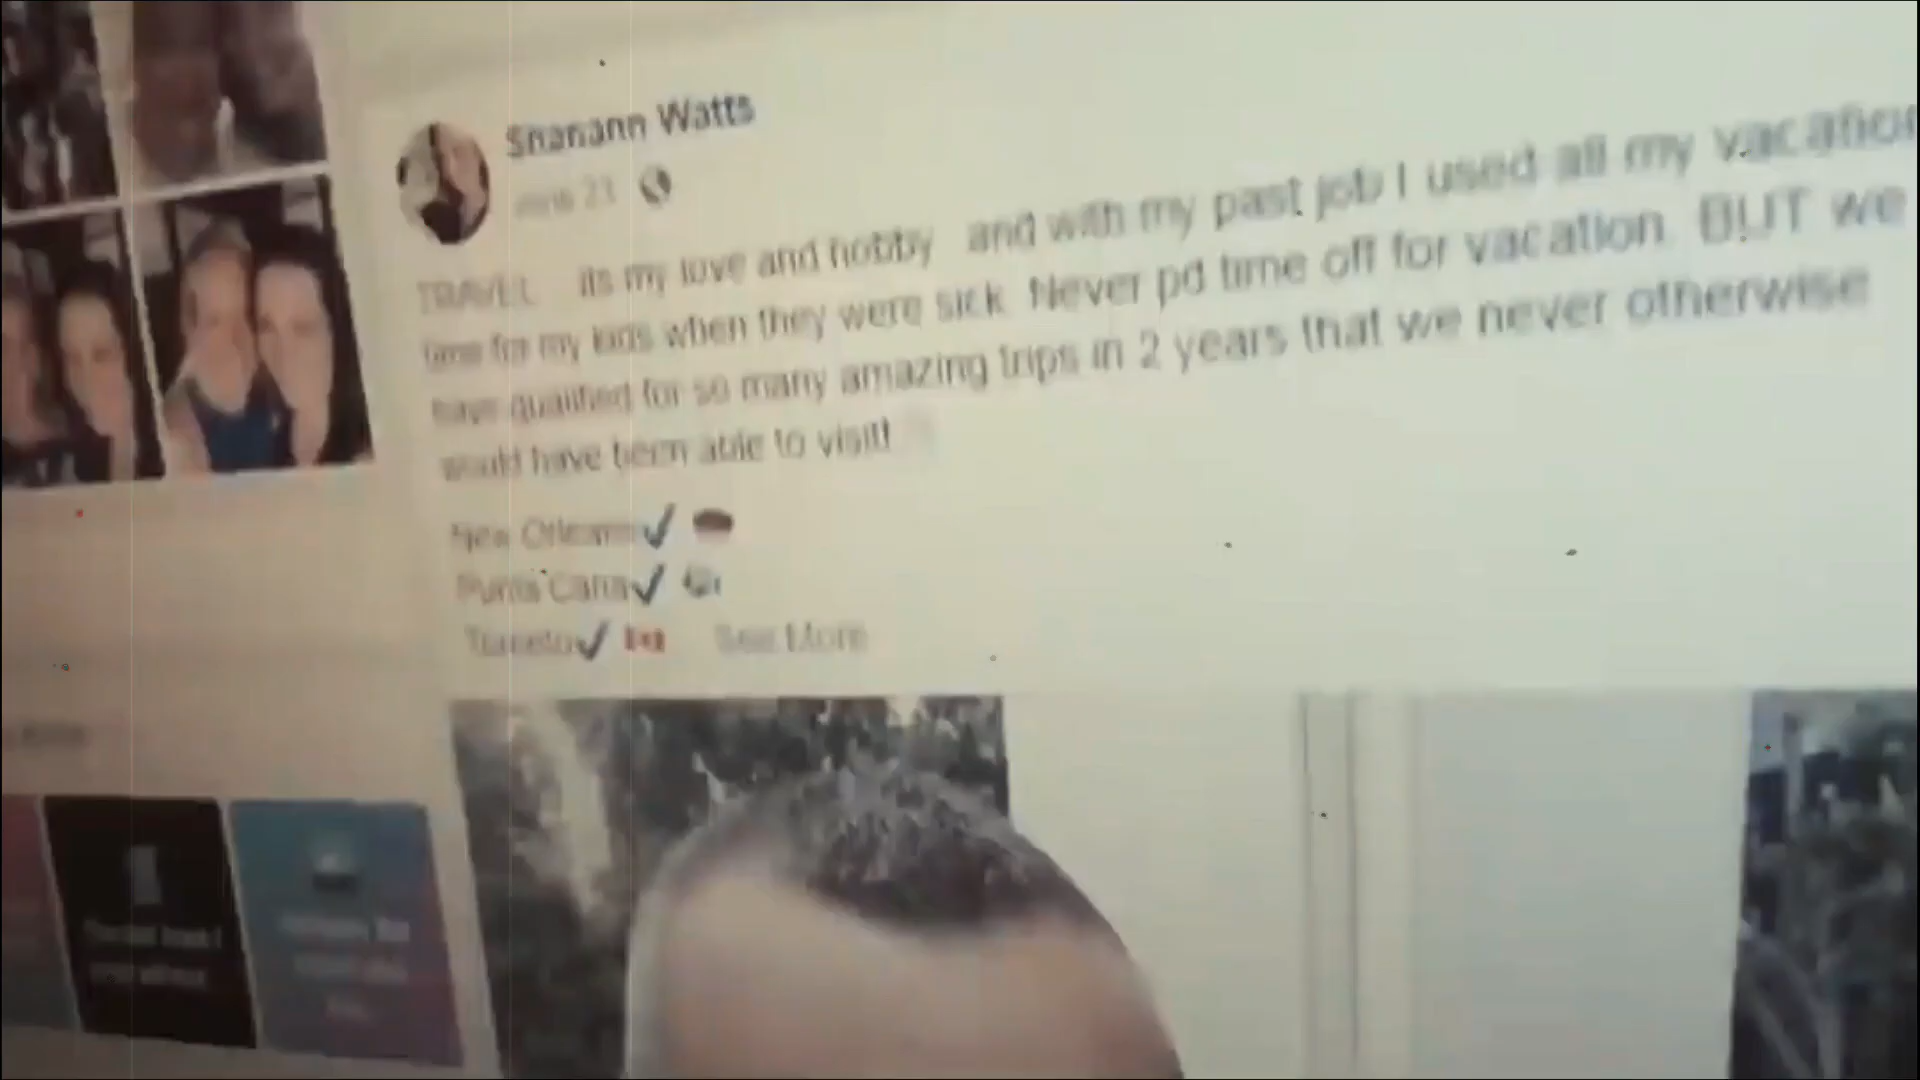 Shanann Watts
23
TRAVEL its my love and hobby and with my past job I used all my vacation
time for my kids when they were sick. Never pd time off for vacation. BUT we
have qualified for so many amazing trips in 2 years that we never otherwise
would have been able to visit!
New Orleans✔
Punta Cana✔
Toronto✔ 🇨🇦 See More